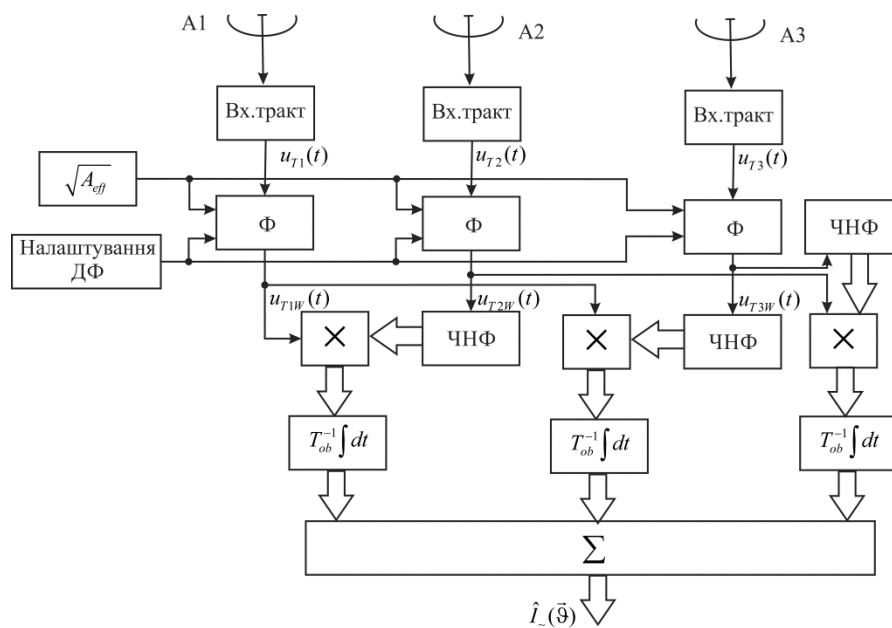 A1
A2
A3
Вх.тракт
Вх.тракт
Вх.тракт
u_{T1}(t)
u_{T2}(t)
u_{T3}(t)
√A_{eff}
Ф
Ф
Ф
ЧНФ
Налаштування
ДФ
u_{T1W}(t)
u_{T2W}(t)
u_{T3W}(t)
×
ЧНФ
×
ЧНФ
×
T_{ob}^{-1}∫dt
T_{ob}^{-1}∫dt
T_{ob}^{-1}∫dt
Σ
Î_{~}(ϑ⃗)